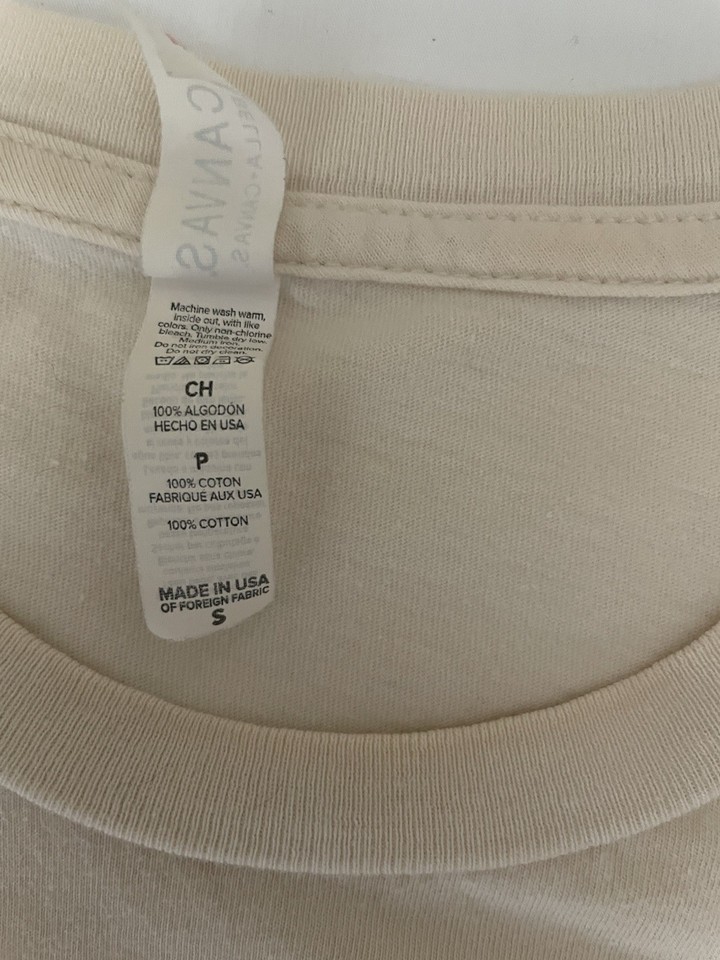 BELLA+CANVAS.
CANVAS.
Machine wash warm,
inside out, with like
colors. Only non-chlorine
bleach. Tumble dry low.
Medium iron.
Do not iron decoration.
Do not dry clean.
CH
100% ALGODÓN
HECHO EN USA
P
100% COTON
FABRIQUE AUX USA
100% COTTON
MADE IN USA
OF FOREIGN FABRIC
S